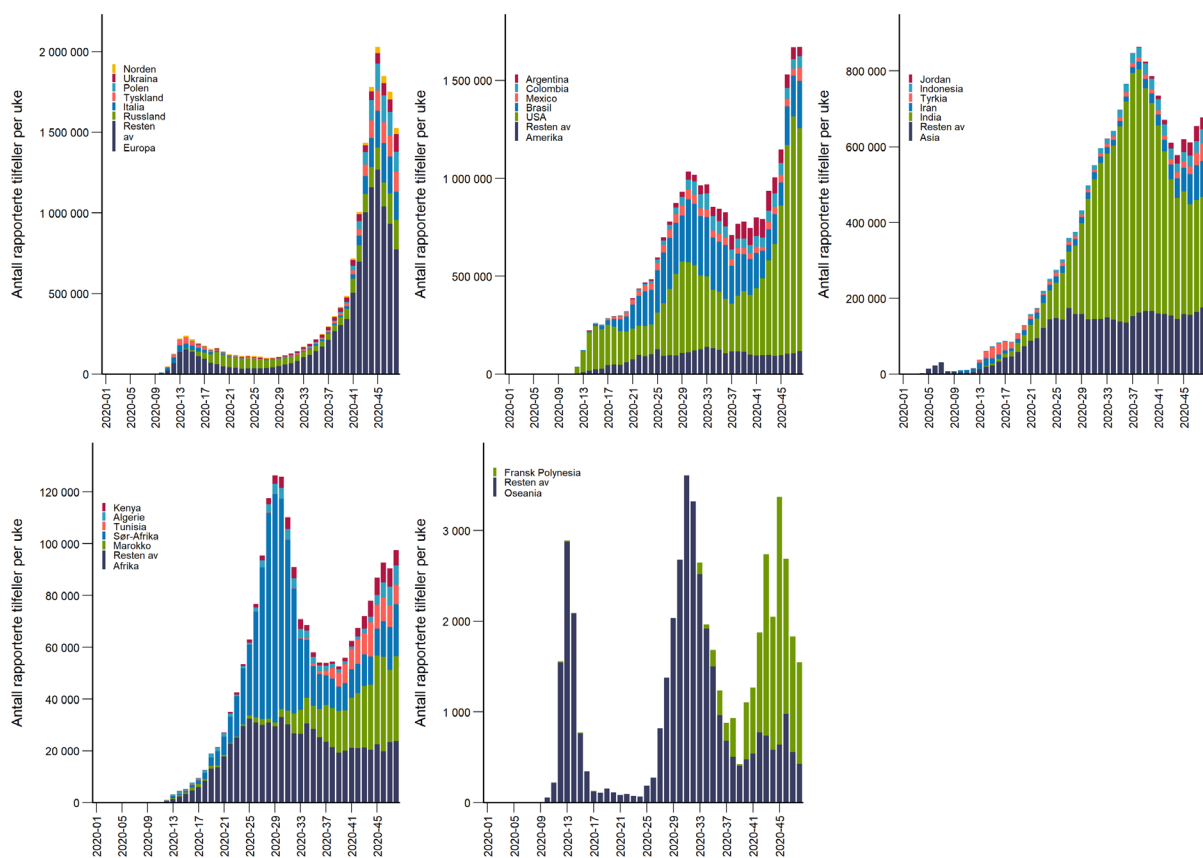 Antall rapporterte tilfeller per uke
2 000 000
1 500 000
1 000 000
500 000
0
Norden
Ukraina
Polen
Tyskland
Italia
Russland
Resten
av
Europa
2020-01
2020-05
2020-09
2020-13
2020-17
2020-21
2020-25
2020-29
2020-33
2020-37
2020-41
2020-45
Antall rapporterte tilfeller per uke
1 500 000
1 000 000
500 000
0
Argentina
Colombia
Mexico
Brasil
USA
Resten av
Amerika
2020-01
2020-05
2020-09
2020-13
2020-17
2020-21
2020-25
2020-29
2020-33
2020-37
2020-41
2020-45
Antall rapporterte tilfeller per uke
800 000
600 000
400 000
200 000
0
Jordan
Indonesia
Tyrkia
Iran
India
Resten av
Asia
2020-01
2020-05
2020-09
2020-13
2020-17
2020-21
2020-25
2020-29
2020-33
2020-37
2020-41
2020-45
Antall rapporterte tilfeller per uke
120 000
100 000
80 000
60 000
40 000
20 000
0
Kenya
Algerie
Tunisia
Sør-Afrika
Marokko
Resten av
Afrika
2020-01
2020-05
2020-09
2020-13
2020-17
2020-21
2020-25
2020-29
2020-33
2020-37
2020-41
2020-45
Antall rapporterte tilfeller per uke
3 000
2 000
1 000
0
Fransk Polynesia
Resten av
Oseania
2020-01
2020-05
2020-09
2020-13
2020-17
2020-21
2020-25
2020-29
2020-33
2020-37
2020-41
2020-45